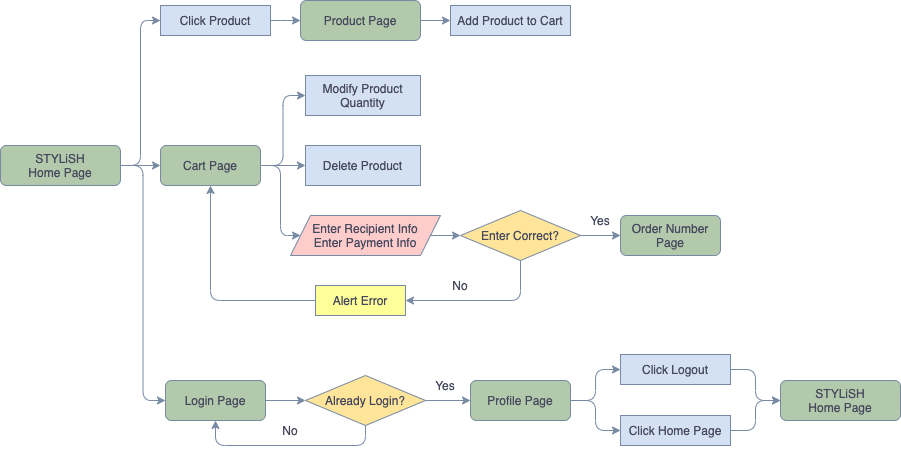 Click Product
Product Page
Add Product to Cart
Modify Product
Quantity
STYLiSH
Home Page
Cart Page
Delete Product
Enter Recipient Info
Enter Payment Info
Enter Correct?
Yes
Order Number
Page
No
Alert Error
Login Page
Already Login?
Yes
No
Profile Page
Click Logout
Click Home Page
STYLiSH
Home Page